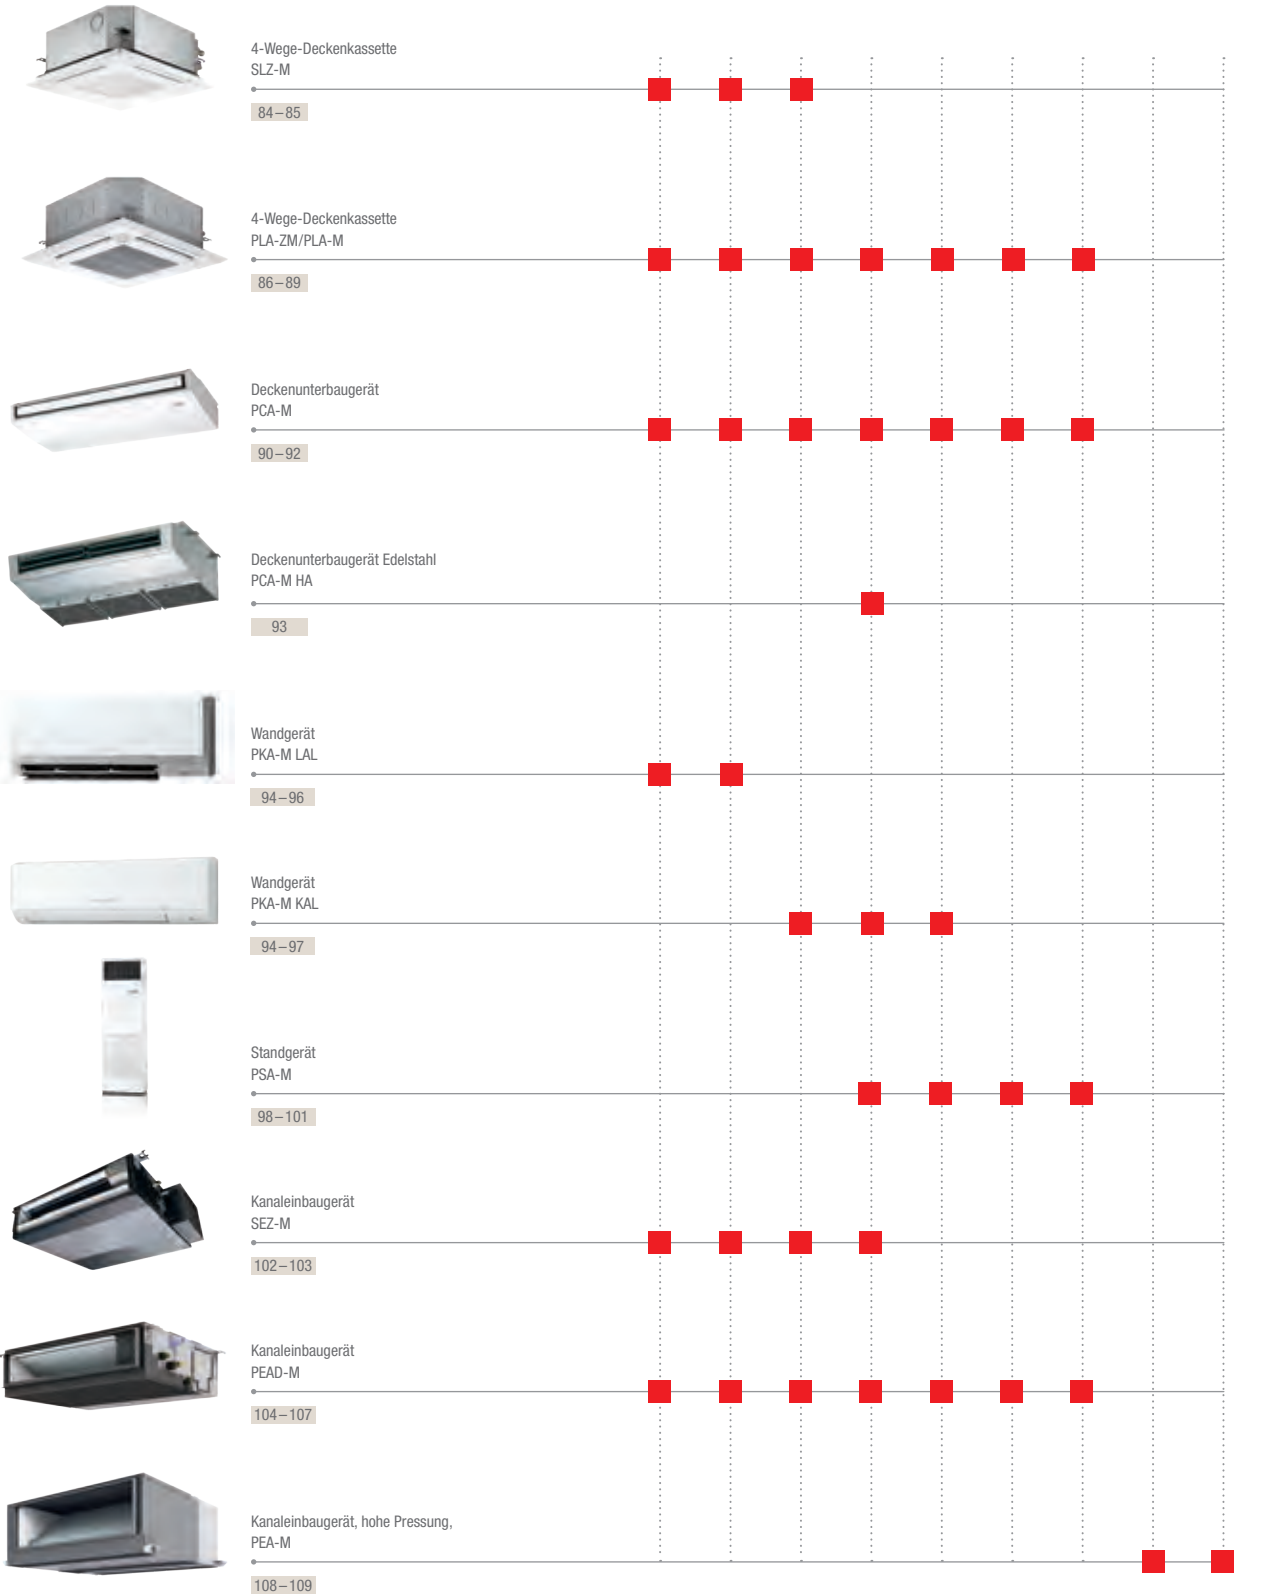 4-Wege-Deckenkassette
SLZ-M
84–85
4-Wege-Deckenkassette
PLA-ZM/PLA-M
86–89
Deckenunterbaugerät
PCA-M
90–92
Deckenunterbaugerät Edelstahl
PCA-M HA
93
Wandgerät
PKA-M LAL
94–96
Wandgerät
PKA-M KAL
94–97
Standgerät
PSA-M
98–101
Kanaleinbaugerät
SEZ-M
102–103
Kanaleinbaugerät
PEAD-M
104–107
Kanaleinbaugerät, hohe Pressung,
PEA-M
108–109